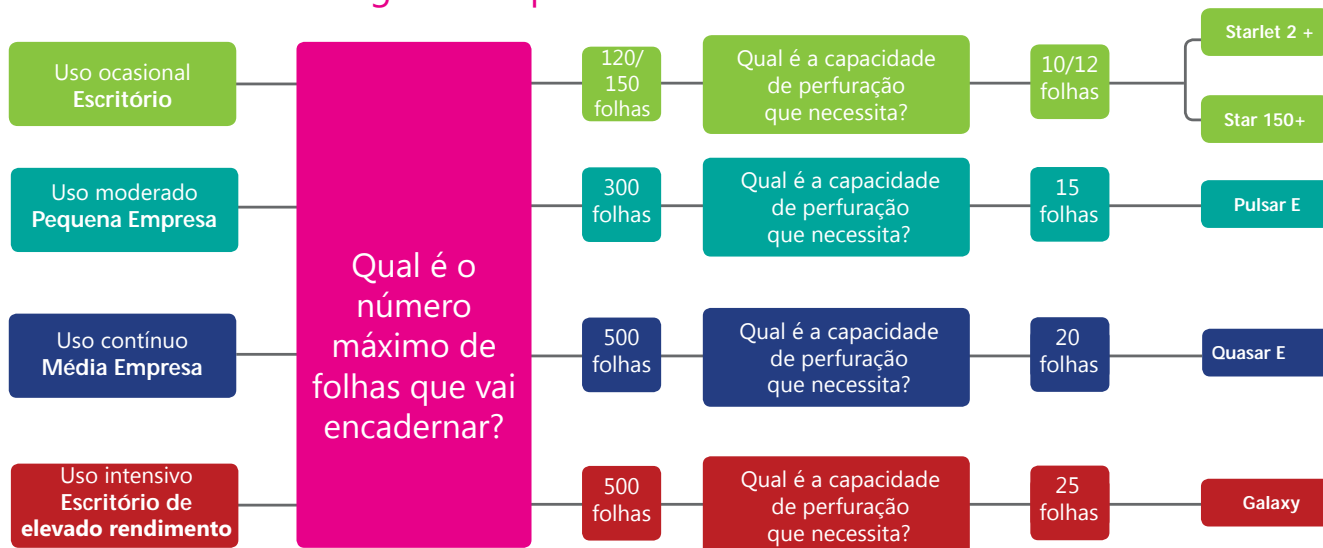 Uso ocasional
Escritório
120/
150
folhas
Qual é a capacidade
de perfuração
que necessita?
10/12
folhas
Starlet 2 +
Star 150+
Uso moderado
Pequena Empresa
300
folhas
Qual é a capacidade
de perfuração
que necessita?
15
folhas
Pulsar E
Qual é o
número
máximo de
folhas que vai
encadernar?
Uso contínuo
Média Empresa
500
folhas
Qual é a capacidade
de perfuração
que necessita?
20
folhas
Quasar E
Uso intensivo
Escritório de
elevado rendimento
500
folhas
Qual é a capacidade
de perfuração
que necessita?
25
folhas
Galaxy